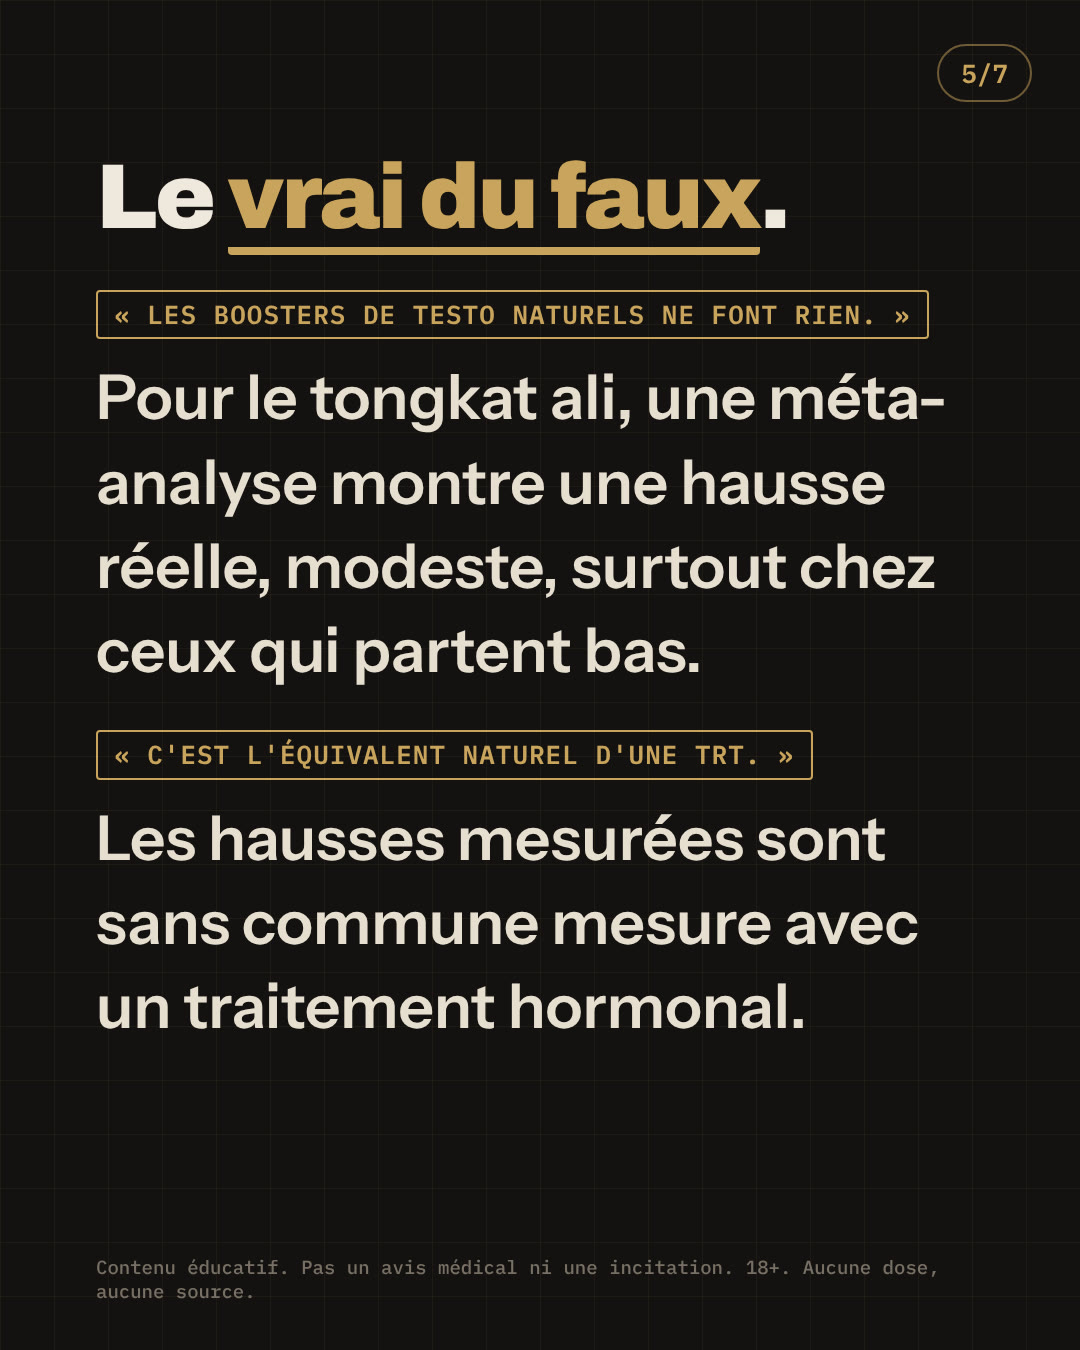 5/7
Le vrai du faux.
« LES BOOSTERS DE TESTO NATURELS NE FONT RIEN. »
Pour le tongkat ali, une méta-
analyse montre une hausse
réelle, modeste, surtout chez
ceux qui partent bas.
« C'EST L'ÉQUIVALENT NATUREL D'UNE TRT. »
Les hausses mesurées sont
sans commune mesure avec
un traitement hormonal.
Contenu éducatif. Pas un avis médical ni une incitation. 18+. Aucune dose,
aucune source.